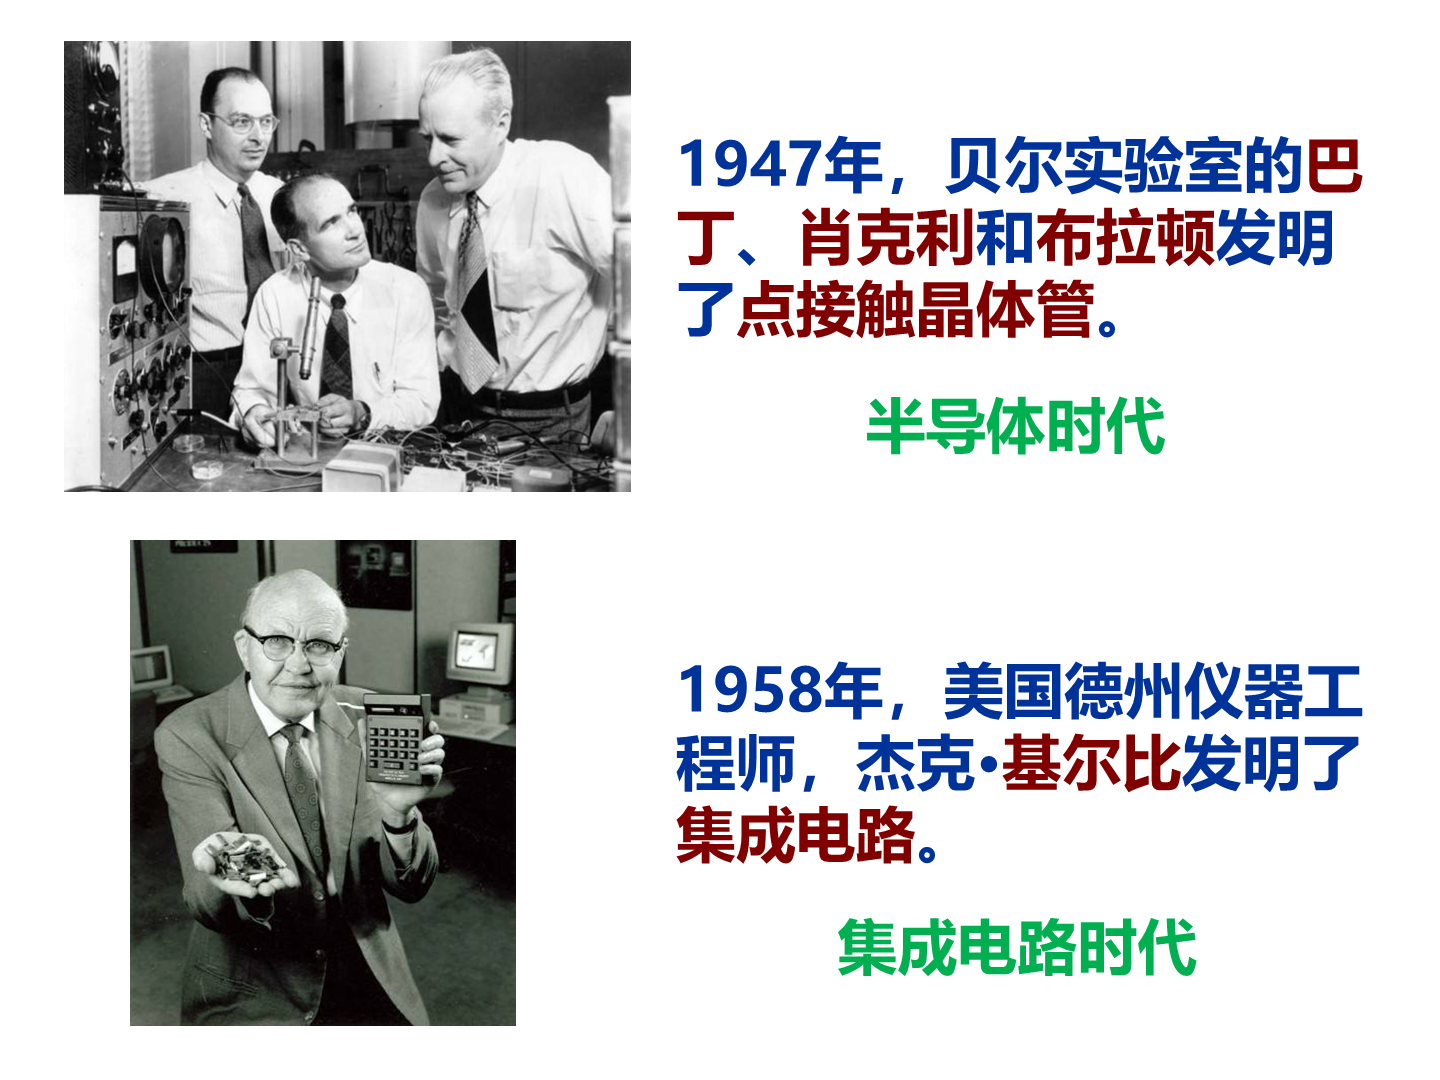 1947年，贝尔实验室的巴
丁、肖克利和布拉顿发明
了点接触晶体管。
半导体时代
1958年，美国德州仪器工
程师，杰克•基尔比发明了
集成电路。
集成电路时代